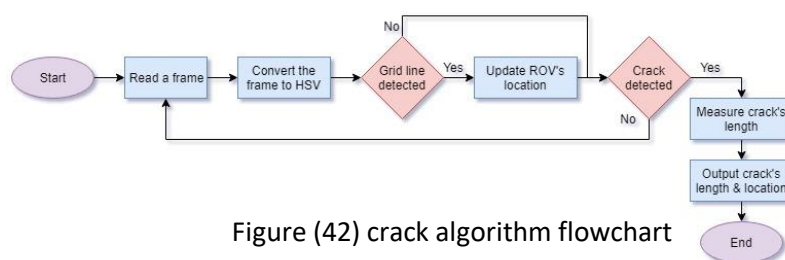 Start
Read a frame
Convert the
frame to HSV
Grid line
detected
No
Yes
Update ROV's
location
Crack
detected
Yes
No
Measure crack's
length
Output crack's
length & location
End
Figure (42) crack algorithm flowchart